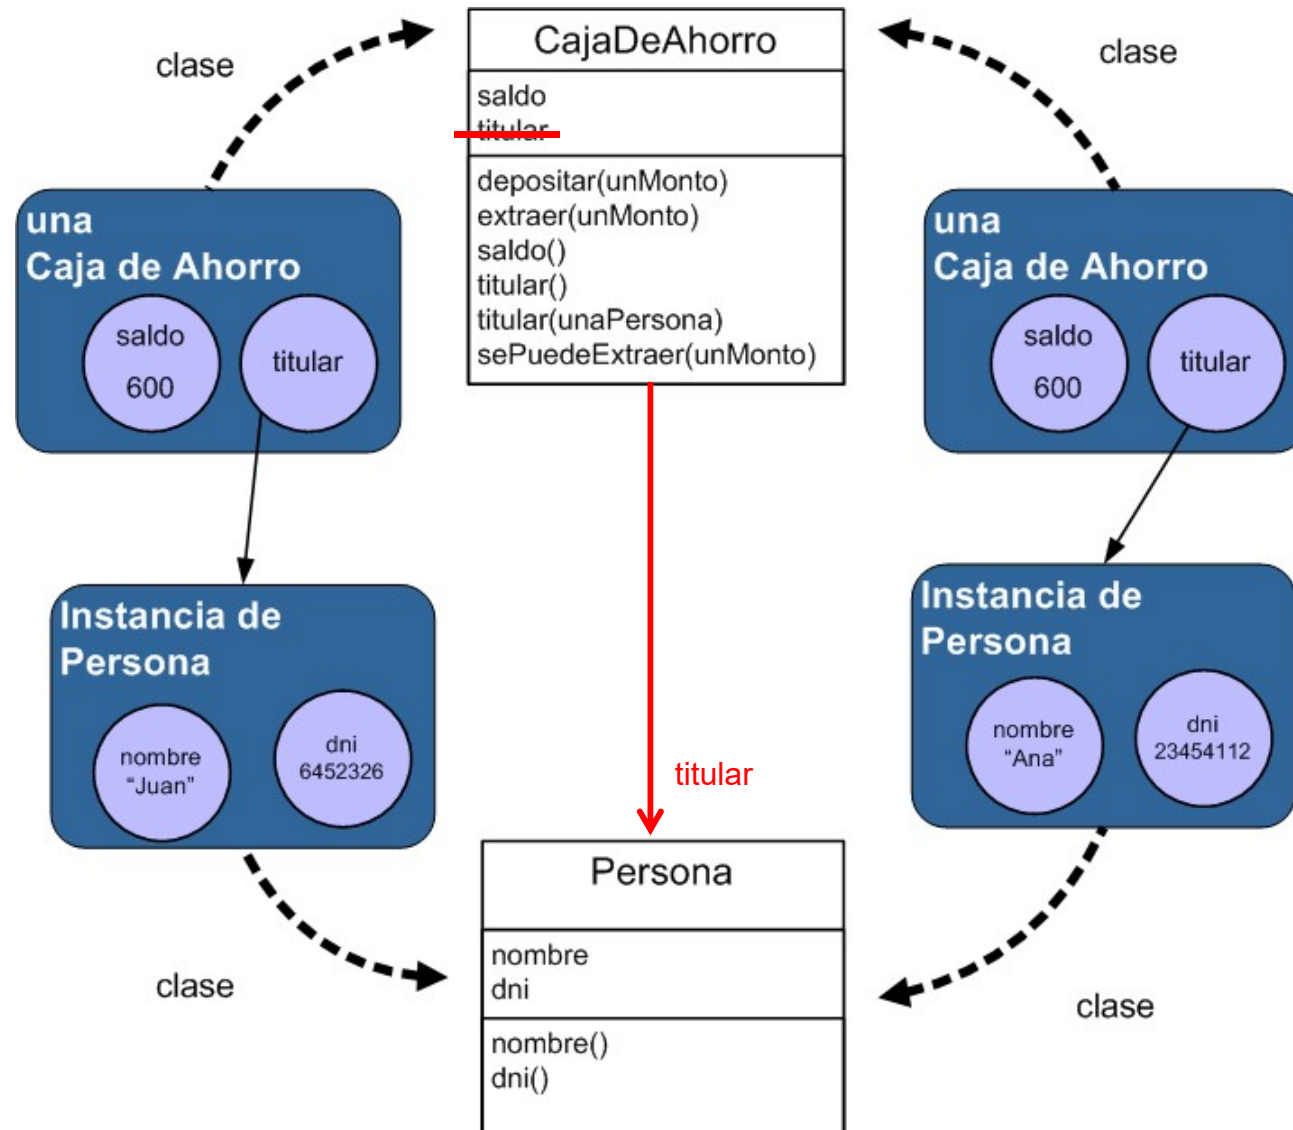 clase
CajaDeAhorro
saldo
titular
depositar(unMonto)
extraer(unMonto)
saldo()
titular()
titular(unaPersona)
sePuedeExtraer(unMonto)
clase
una
Caja de Ahorro
saldo
600
titular
una
Caja de Ahorro
saldo
600
titular
Instancia de
Persona
nombre
“Juan”
dni
6452326
titular
Instancia de
Persona
nombre
“Ana”
dni
23454112
clase
Persona
nombre
dni
nombre()
dni()
clase